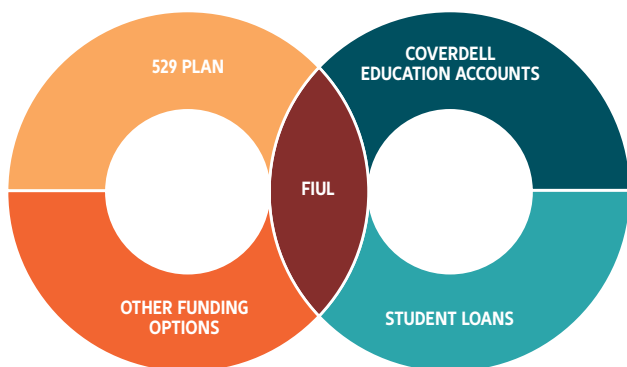 529 PLAN
COVERDELL
EDUCATION ACCOUNTS
FIUL
OTHER FUNDING
OPTIONS
STUDENT LOANS